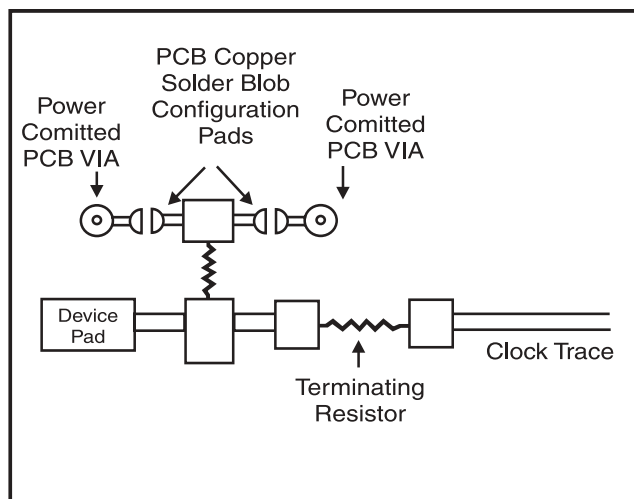 PCB Copper
Solder Blob
Configuration
Pads
Power
Comitted
PCB VIA
Power
Comitted
PCB VIA
Device
Pad
Clock Trace
Terminating
Resistor